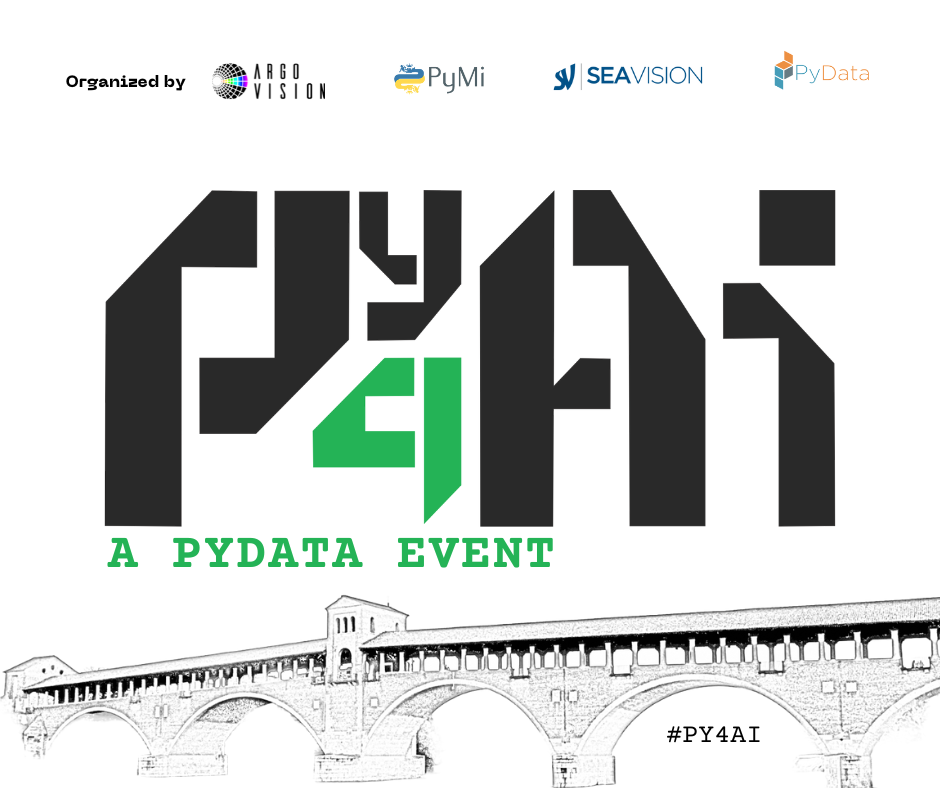 Organized by ARGO VISION PyMi SEAVISION PyData
Py4Ai
A PYDATA EVENT
#PY4AI